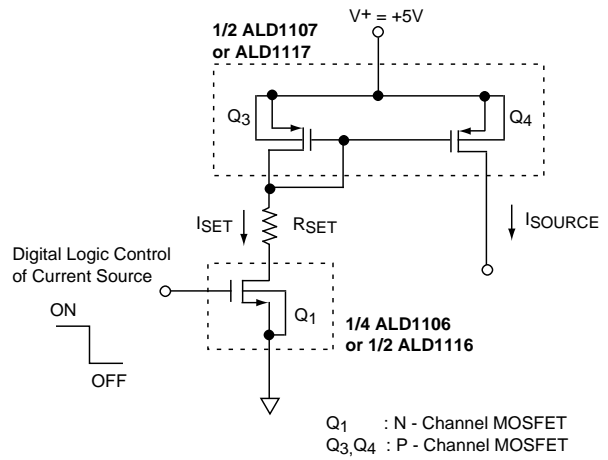 V+ = +5V
1/2 ALD1107
or ALD1117
Q3
Q4
ISET
RSET
ISOURCE
Digital Logic Control
of Current Source
ON
OFF
Q1
1/4 ALD1106
or 1/2 ALD1116
Q1 : N - Channel MOSFET
Q3,Q4 : P - Channel MOSFET